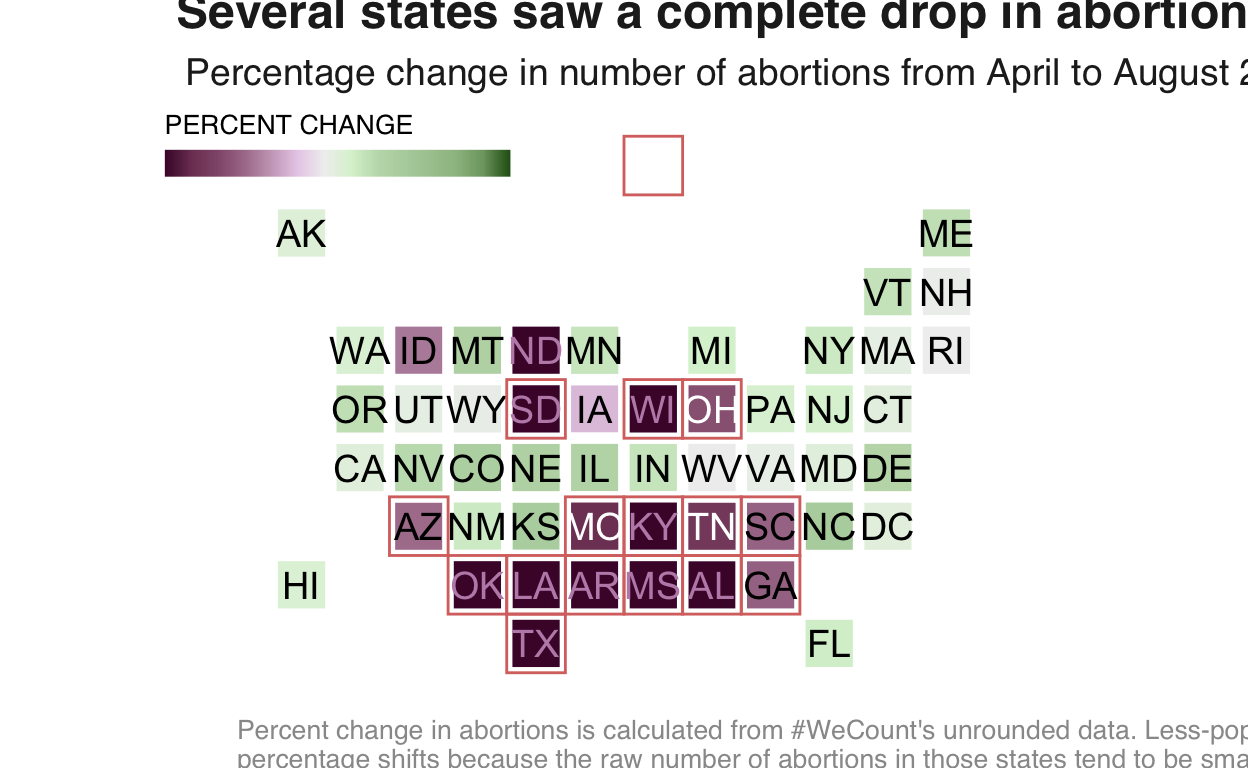 Several states saw a complete drop in abortion
Percentage change in number of abortions from April to August
PERCENT CHANGE
AK ME
VT NH
WA ID MT ND MN MI NY MA RI
OR UT WY SD IA WI OH PA NJ CT
CA NV CO NE IL IN WV VA MD DE
AZ NM KS MO KY TN SC NC DC
HI OK LA AR MS AL GA
TX FL
Percent change in abortions is calculated from #WeCount's unrounded data. Less-pop
percentage shifts because the raw number of abortions in those states tend to be sma